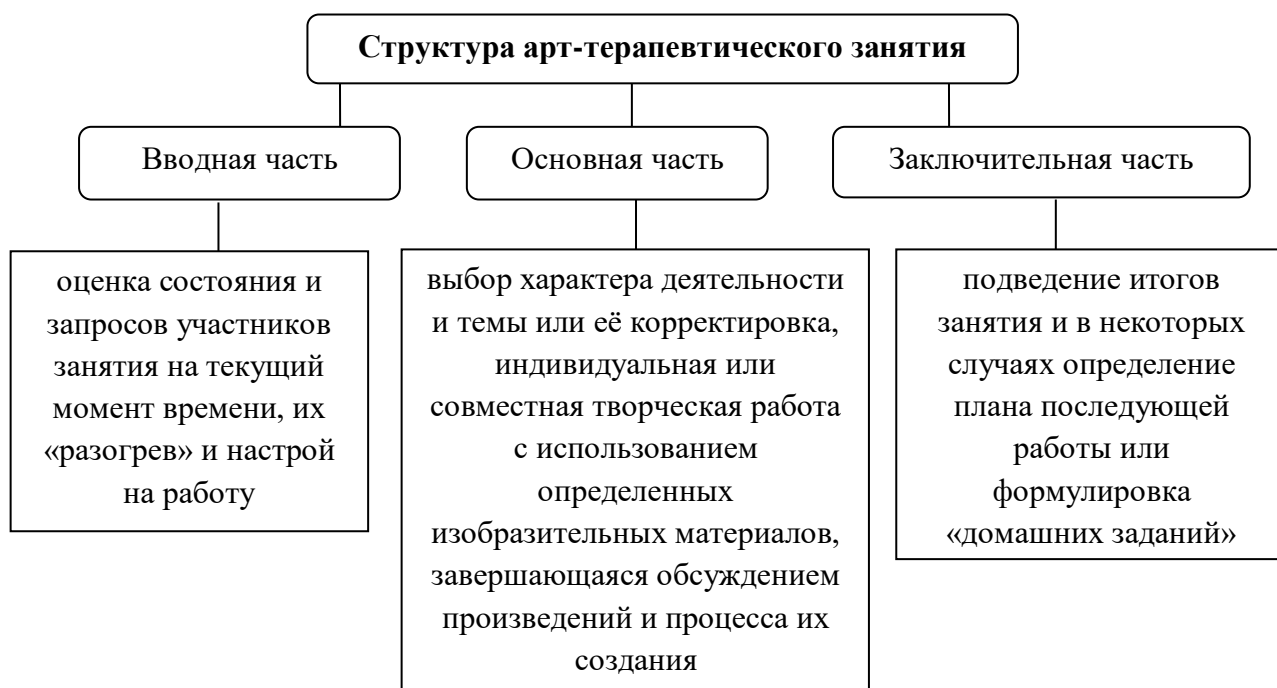 Структура арт-терапевтического занятия
Вводная часть
Основная часть
Заключительная часть
оценка состояния и
запросов участников
занятия на текущий
момент времени, их
«разогрев» и настрой
на работу
выбор характера деятельности
и темы или её корректировка,
индивидуальная или
совместная творческая работа
с использованием
определенных
изобразительных материалов,
завершающаяся обсуждением
произведений и процесса их
создания
подведение итогов
занятия и в некоторых
случаях определение
плана последующей
работы или
формулировка
«домашних заданий»